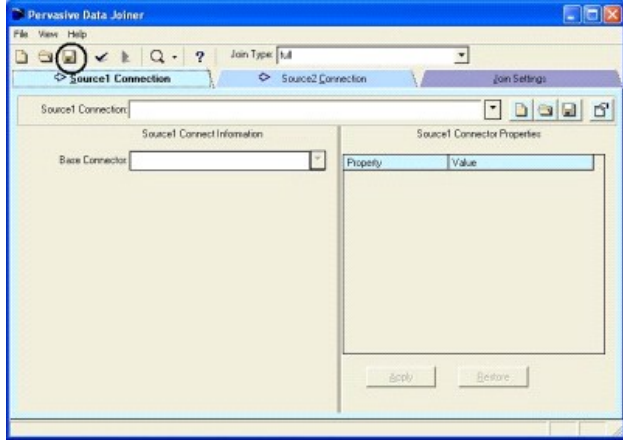 Pervasive Data Joiner
File View Help
? Join Type: full
Source1 Connection Source2 Connection Join Settings
Source1 Connection:
Source1 Connect Information Source1 Connector Properties
Base Connector: Property Value
Apply Restore